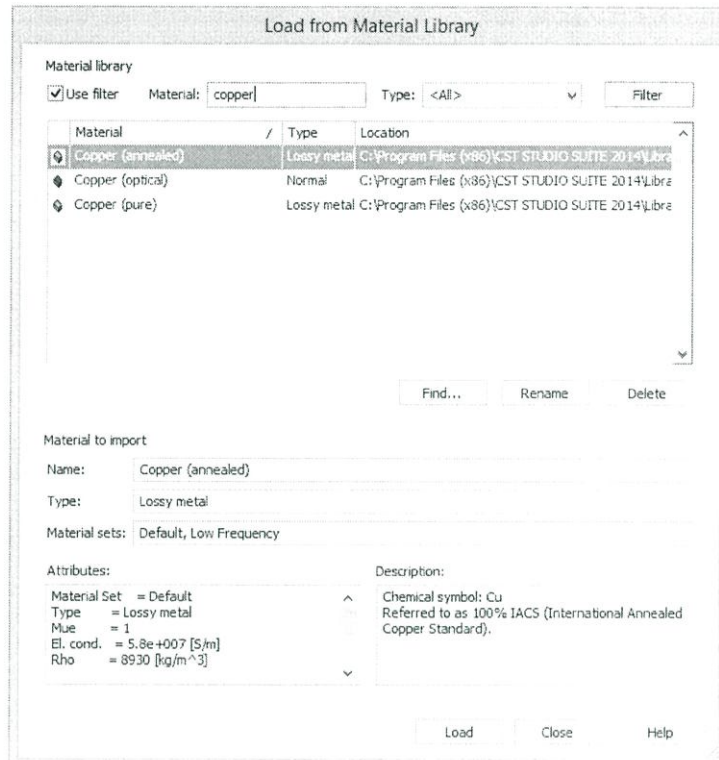 Load from Material Library
Material library
Use filter Material: copper Type: <All> Filter
Material / Type Location
Copper (annealed) Lossy metal C:\Program Files (x86)\CST STUDIO SUITE 2014\Libra
Copper (optical) Normal C:\Program Files (x86)\CST STUDIO SUITE 2014\Libra
Copper (pure) Lossy metal C:\Program Files (x86)\CST STUDIO SUITE 2014\Libra
Find... Rename Delete
Material to import
Name: Copper (annealed)
Type: Lossy metal
Material sets: Default, Low Frequency
Attributes:
Material Set = Default
Type = Lossy metal
Mue = 1
El. cond. = 5.8e+007 [S/m]
Rho = 8930 [kg/m^3]
Description:
Chemical symbol: Cu
Referred to as 100% IACS (International Annealed
Copper Standard).
Load Close Help